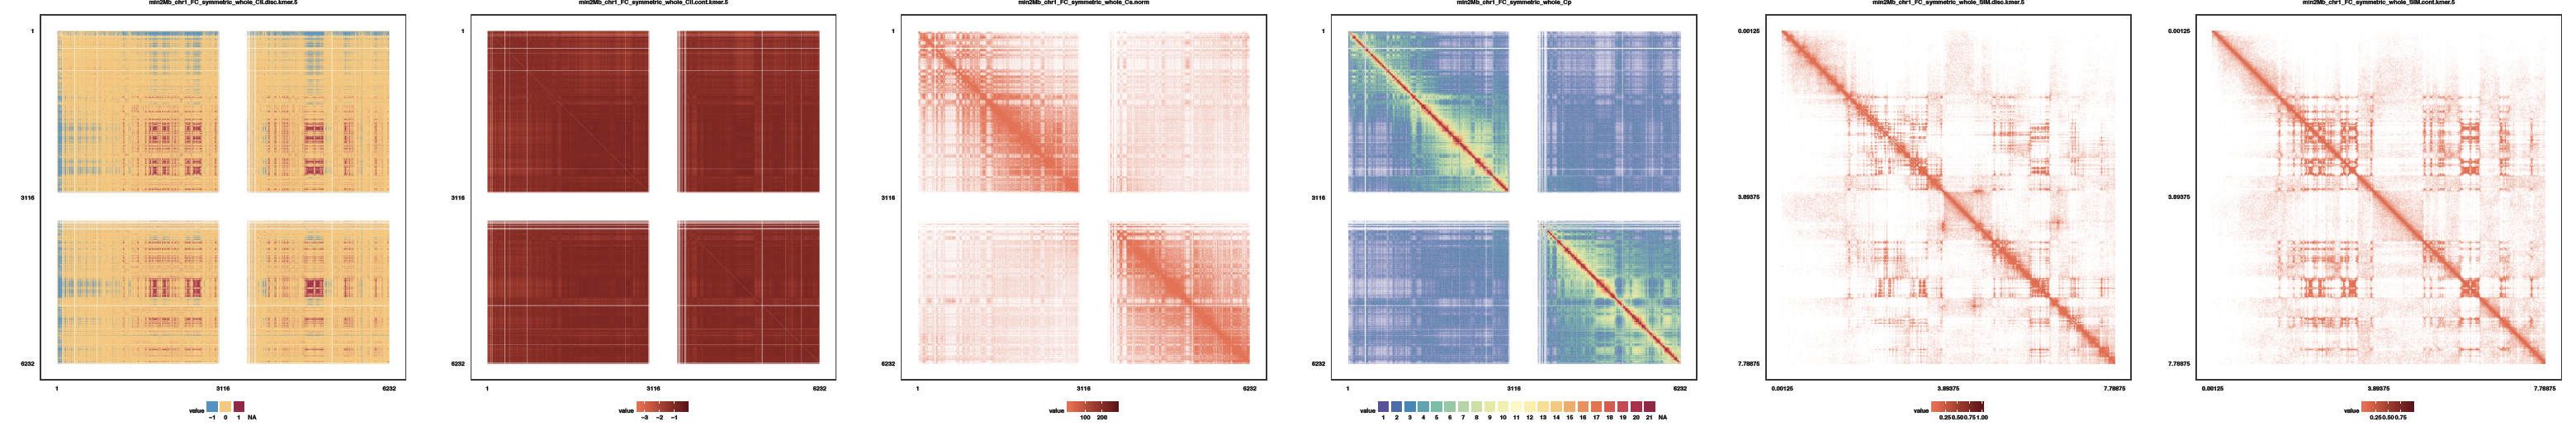 min2Mb_chr1_FC_symmetric_whole_CII.disc.kmer.5
1
3116
6232
1 3116 6232
value −1 0 1 NA
min2Mb_chr1_FC_symmetric_whole_CII.cont.kmer.5
1
3116
6232
1 3116 6232
value −3 −2 −1
min2Mb_chr1_FC_symmetric_whole_Cs.norm
1
3116
6232
1 3116 6232
value 100 200
min2Mb_chr1_FC_symmetric_whole_Cp
1
3116
6232
1 3116 6232
value 1 2 3 4 5 6 7 8 9 10 11 12 13 14 15 16 17 18 19 20 21 NA
min2Mb_chr1_FC_symmetric_whole_SIM.disc.kmer.5
0.00125
3.89375
7.78875
0.00125 3.89375 7.78875
value 0.25 0.50 0.75 1.00
min2Mb_chr1_FC_symmetric_whole_SIM.cont.kmer.5
0.00125
3.89375
7.78875
0.00125 3.89375 7.78875
value 0.25 0.50 0.75